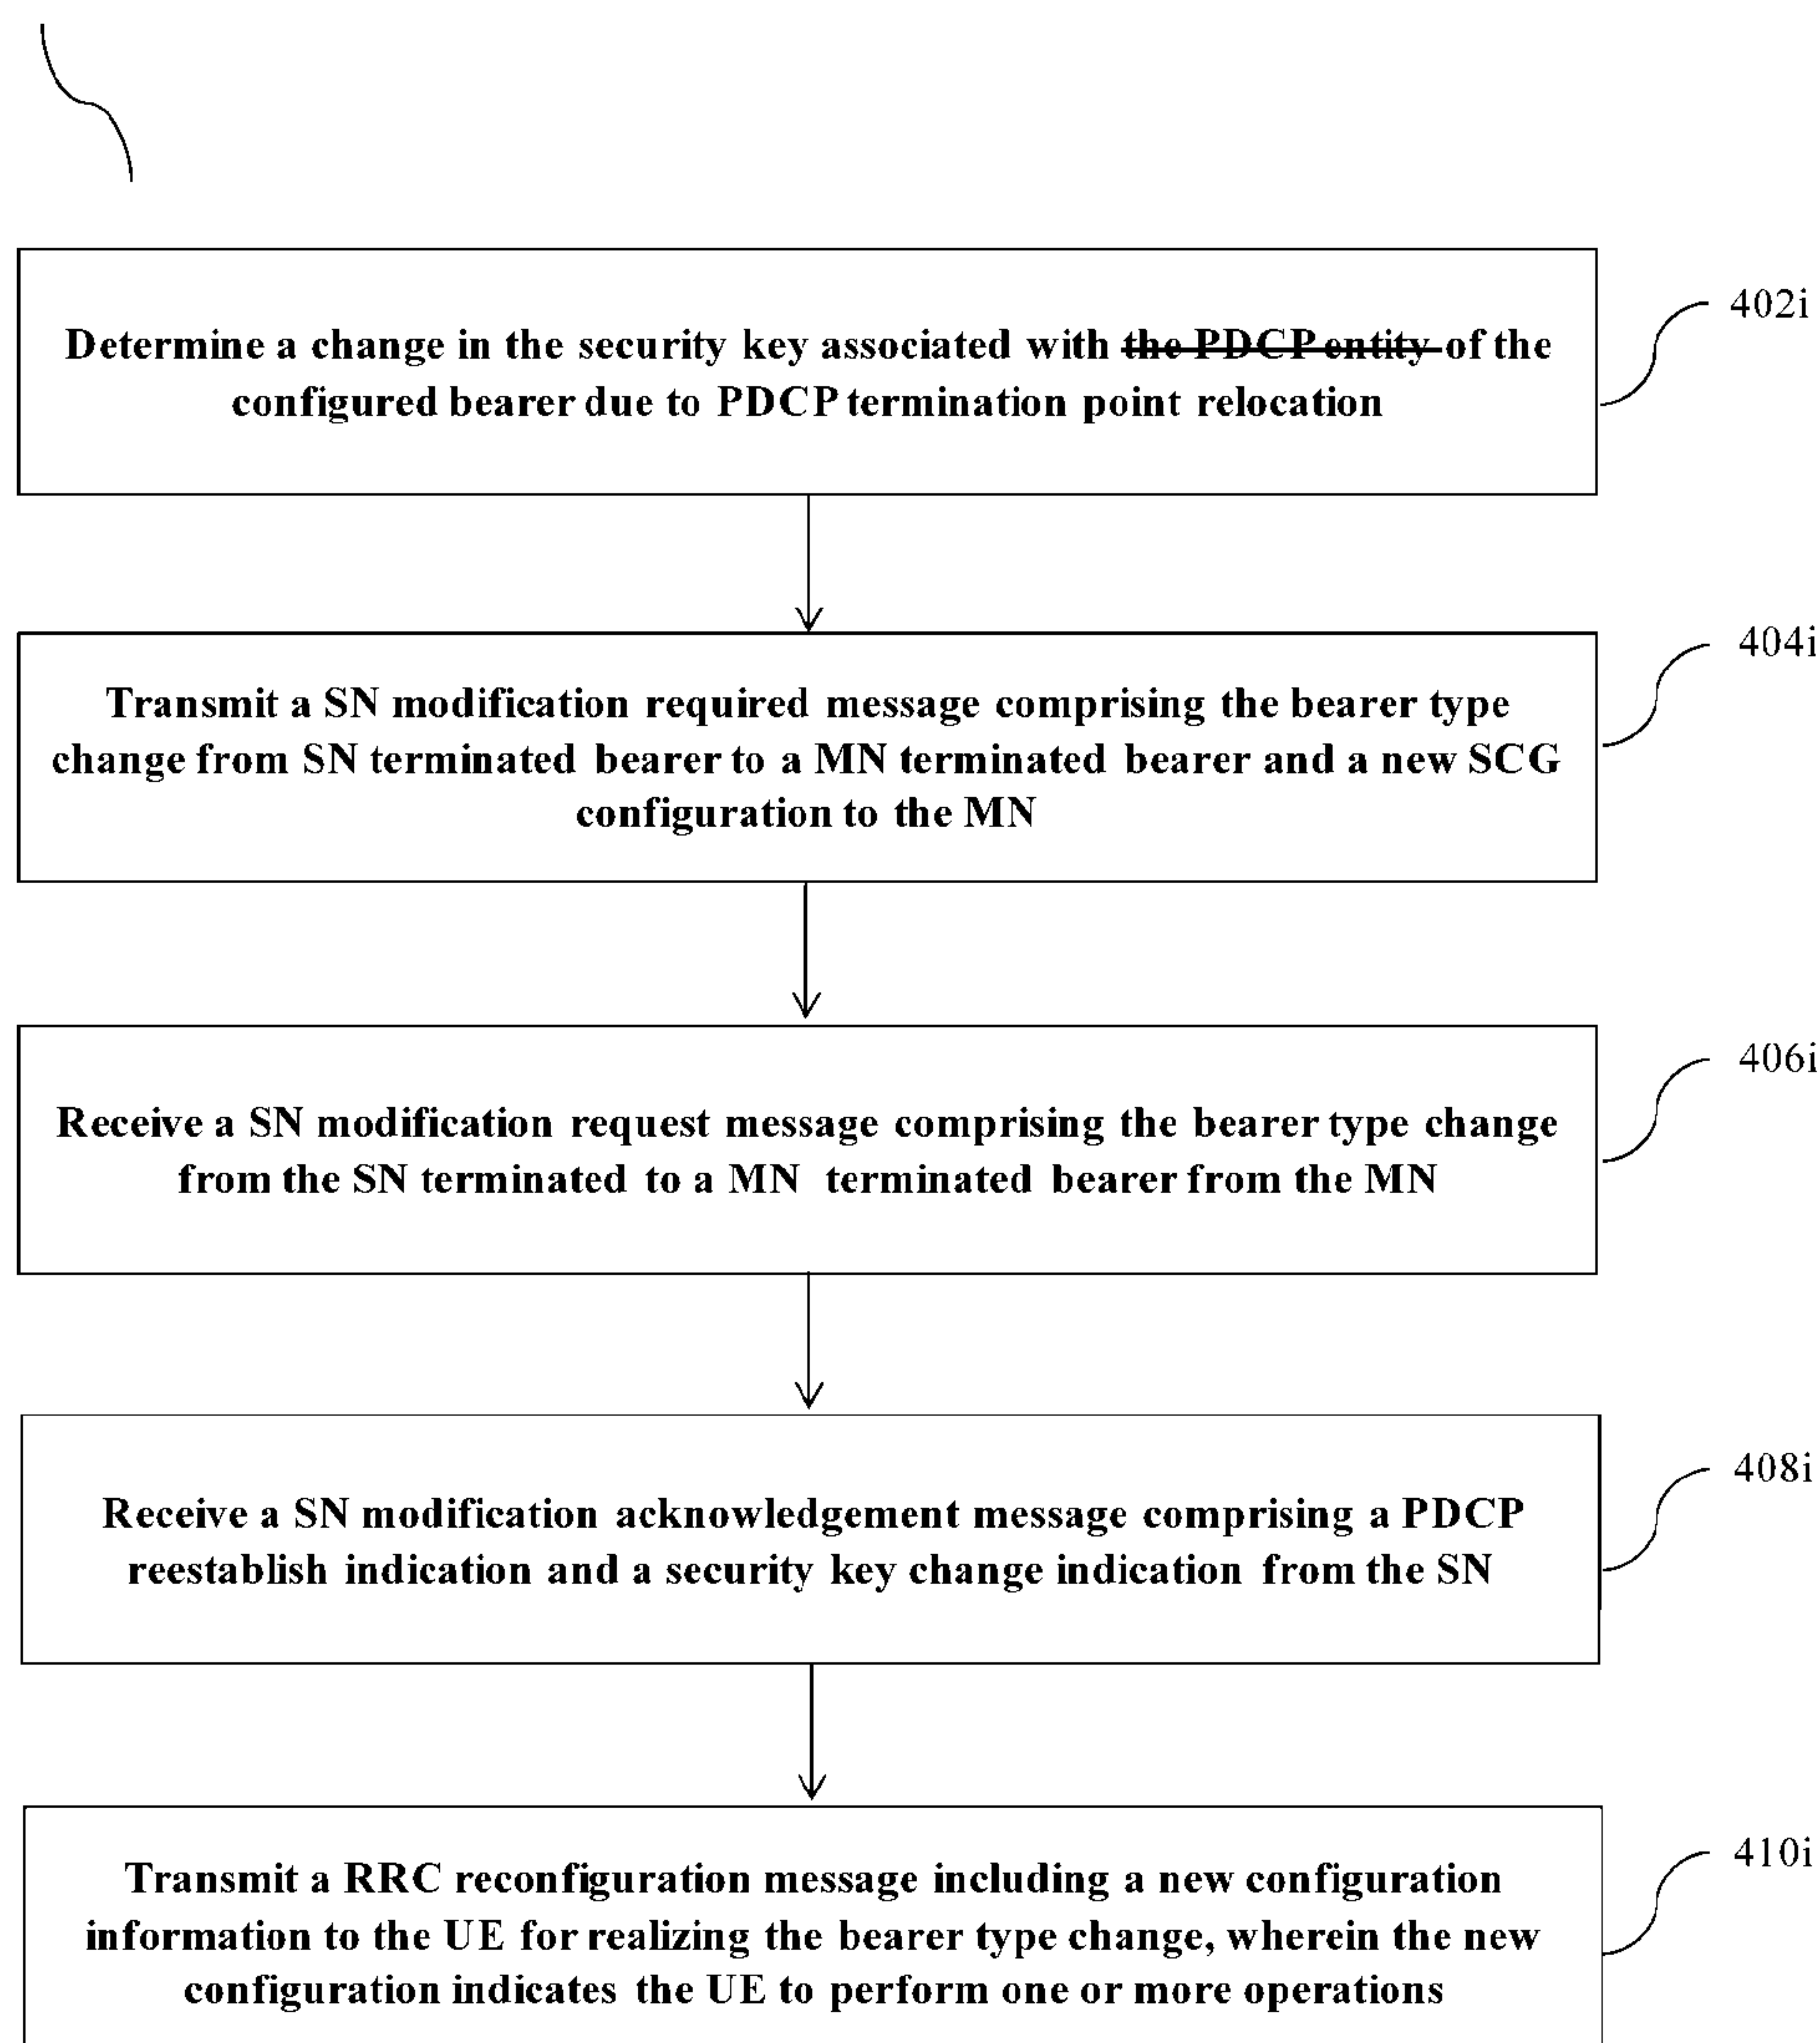 Determine a change in the security key associated with the PDCP entity of the
configured bearer due to PDCP termination point relocation
402i
Transmit a SN modification required message comprising the bearer type
change from SN terminated bearer to a MN terminated bearer and a new SCG
configuration to the MN
404i
Receive a SN modification request message comprising the bearer type change
from the SN terminated to a MN terminated bearer from the MN
406i
Receive a SN modification acknowledgement message comprising a PDCP
reestablish indication and a security key change indication from the SN
408i
Transmit a RRC reconfiguration message including a new configuration
information to the UE for realizing the bearer type change, wherein the new
configuration indicates the UE to perform one or more operations
410i